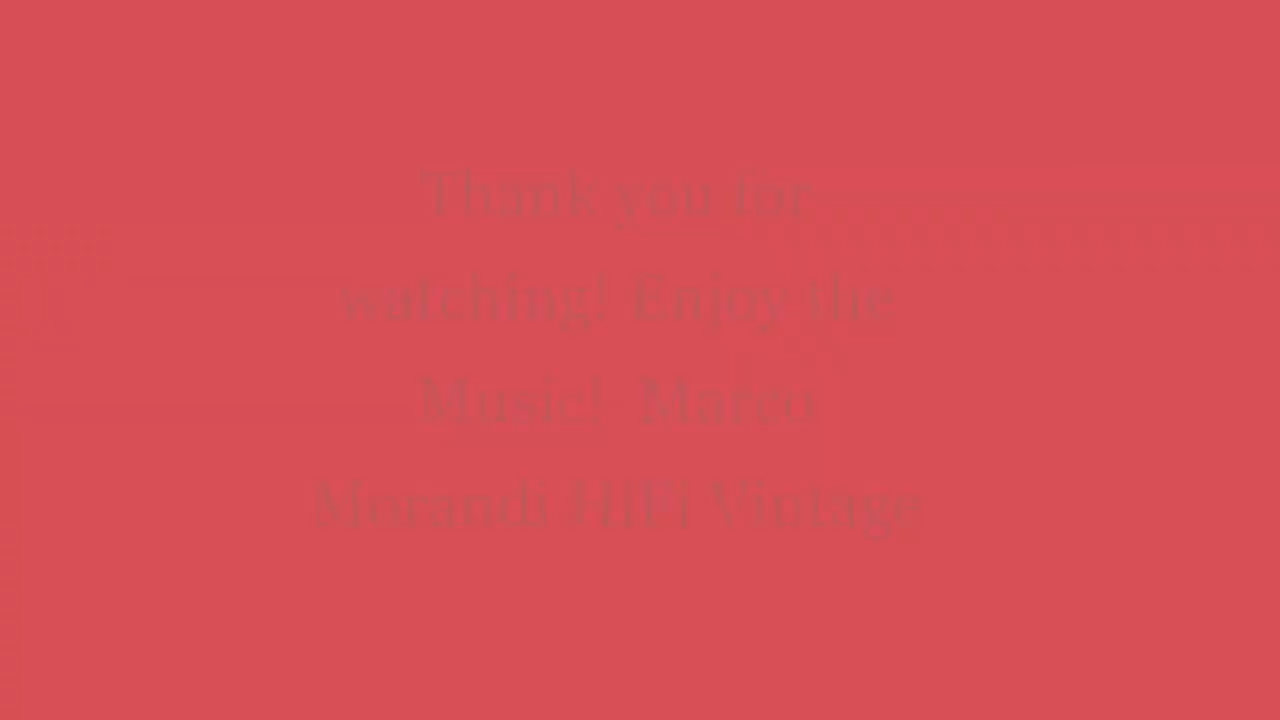 Thank you for
watching! Enjoy the
Music!  Marco
Morandi HiFi Vintage